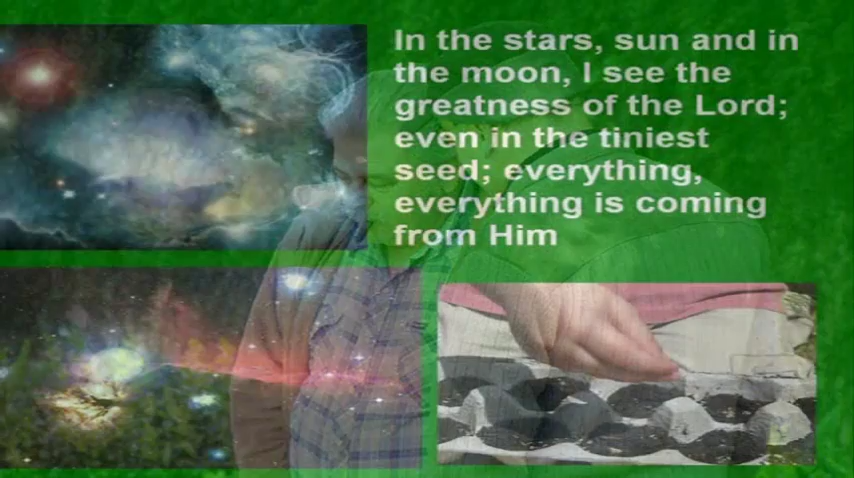 In the stars, sun and in
the moon, I see the
greatness of the Lord;
even in the tiniest
seed; everything,
everything is coming
from Him